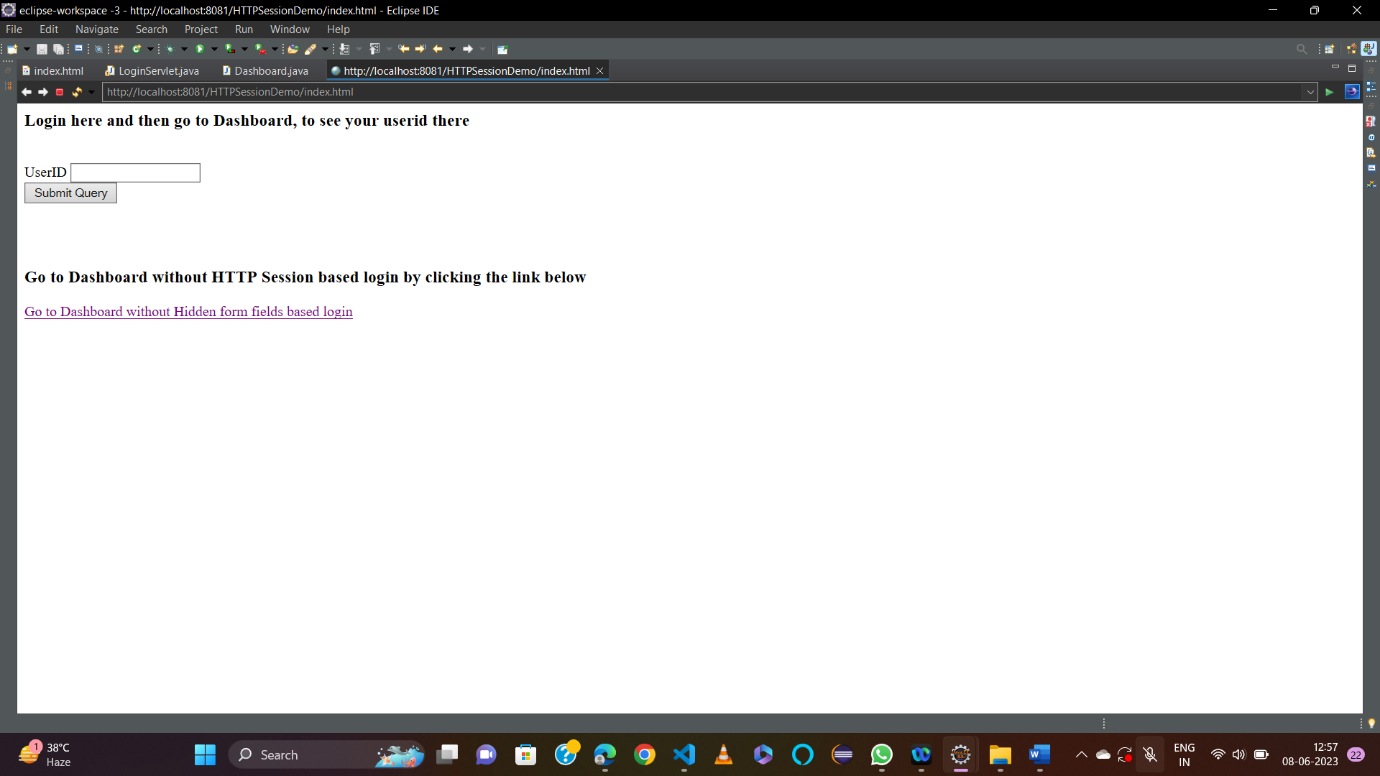 eclipse-workspace -3 - http://localhost:8081/HTTPSessionDemo/index.html - Eclipse IDE
File Edit Navigate Search Project Run Window Help
index.html LoginServlet.java Dashboard.java http://localhost:8081/HTTPSessionDemo/index.html
http://localhost:8081/HTTPSessionDemo/index.html
Login here and then go to Dashboard, to see your userid there
UserID
Submit Query
Go to Dashboard without HTTP Session based login by clicking the link below
Go to Dashboard without Hidden form fields based login
1 38°C
Haze
Search
ENG
IN
12:57
08-06-2023
22